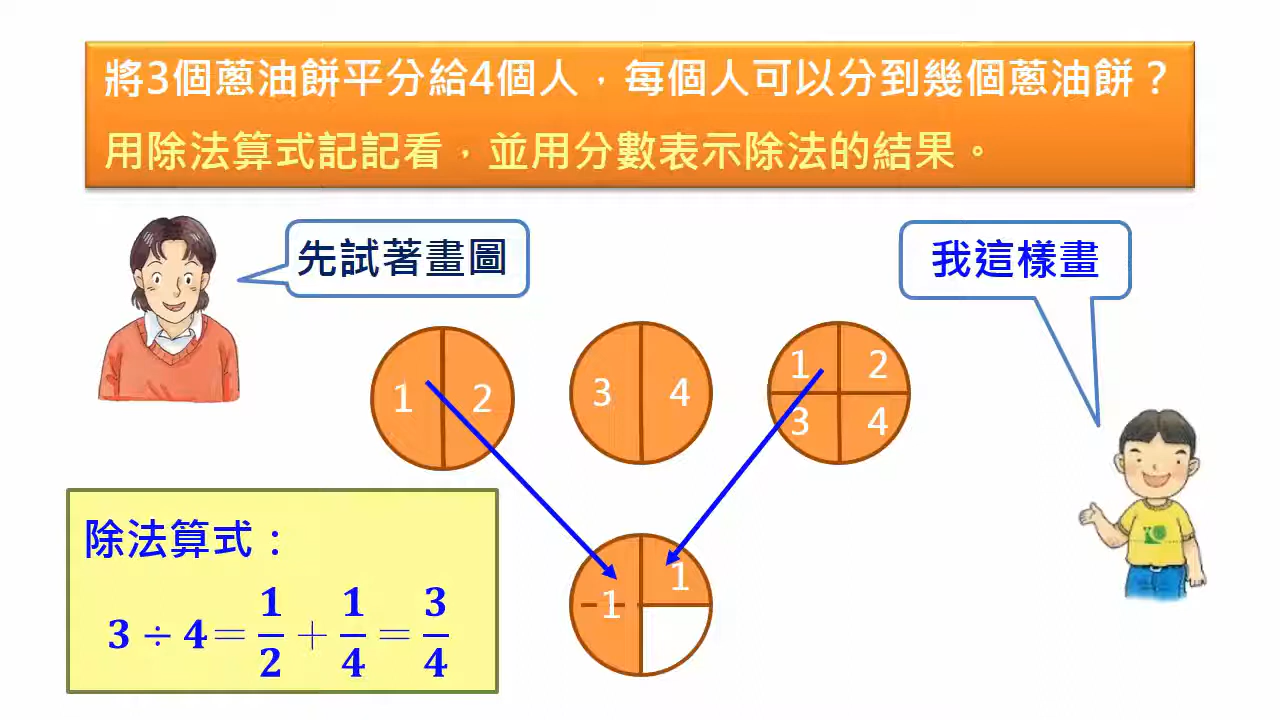 將3個蔥油餅平分給4個人，每個人可以分到幾個蔥油餅？
用除法算式記記看，並用分數表示除法的結果。
先試著畫圖
我這樣畫
1 2
3 4
1 2
3 4
除法算式：
3 ÷ 4 = 1/2 + 1/4 = 3/4
1
1